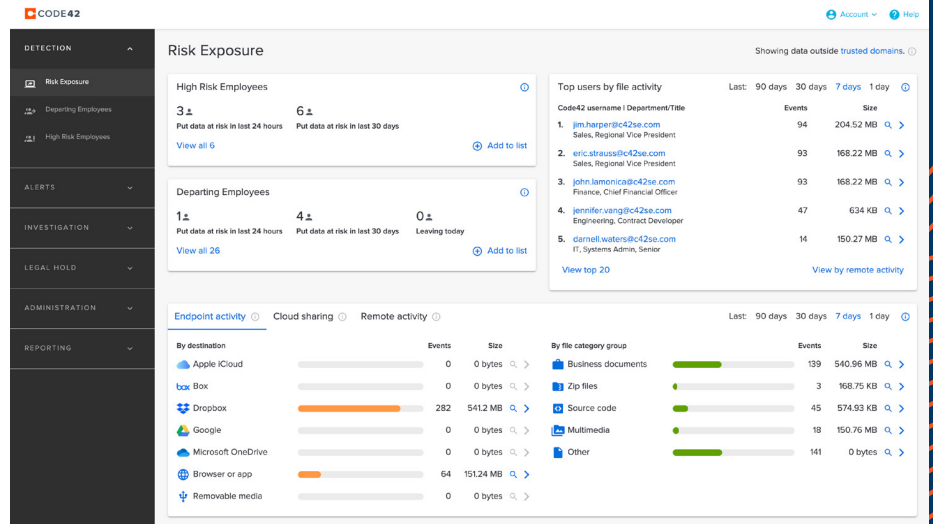 CODE42
Account
Help
DETECTION
Risk Exposure
Departing Employees
High Risk Employees
ALERTS
INVESTIGATION
LEGAL HOLD
ADMINISTRATION
REPORTING
Risk Exposure
Showing data outside trusted domains.
High Risk Employees
3 6
Put data at risk in last 24 hours Put data at risk in last 30 days
View all 6 Add to list
Departing Employees
1 4 0
Put data at risk in last 24 hours Put data at risk in last 30 days Leaving today
View all 26 Add to list
Top users by file activity Last: 90 days 30 days 7 days 1 day
Code42 username | Department/Title Events Size
1. jim.harper@c42se.com 94 204.52 MB
Sales, Regional Vice President
2. eric.strauss@c42se.com 93 168.22 MB
Sales, Regional Vice President
3. john.lamonica@c42se.com 93 168.22 MB
Finance, Chief Financial Officer
4. jennifer.vang@c42se.com 47 634 KB
Engineering, Contract Developer
5. darnell.waters@c42se.com 14 150.27 MB
IT, Systems Admin, Senior
View top 20 View by remote activity
Endpoint activity Cloud sharing Remote activity Last: 90 days 30 days 7 days 1 day
By destination Events Size
Apple iCloud 0 0 bytes
box Box 0 0 bytes
Dropbox 282 541.2 MB
Google 0 0 bytes
Microsoft OneDrive 0 0 bytes
Browser or app 64 151.24 MB
Removable media 0 0 bytes
By file category group Events Size
Business documents 139 540.96 MB
Zip files 3 168.75 KB
Source code 45 574.93 KB
Multimedia 18 150.76 MB
Other 141 0 bytes